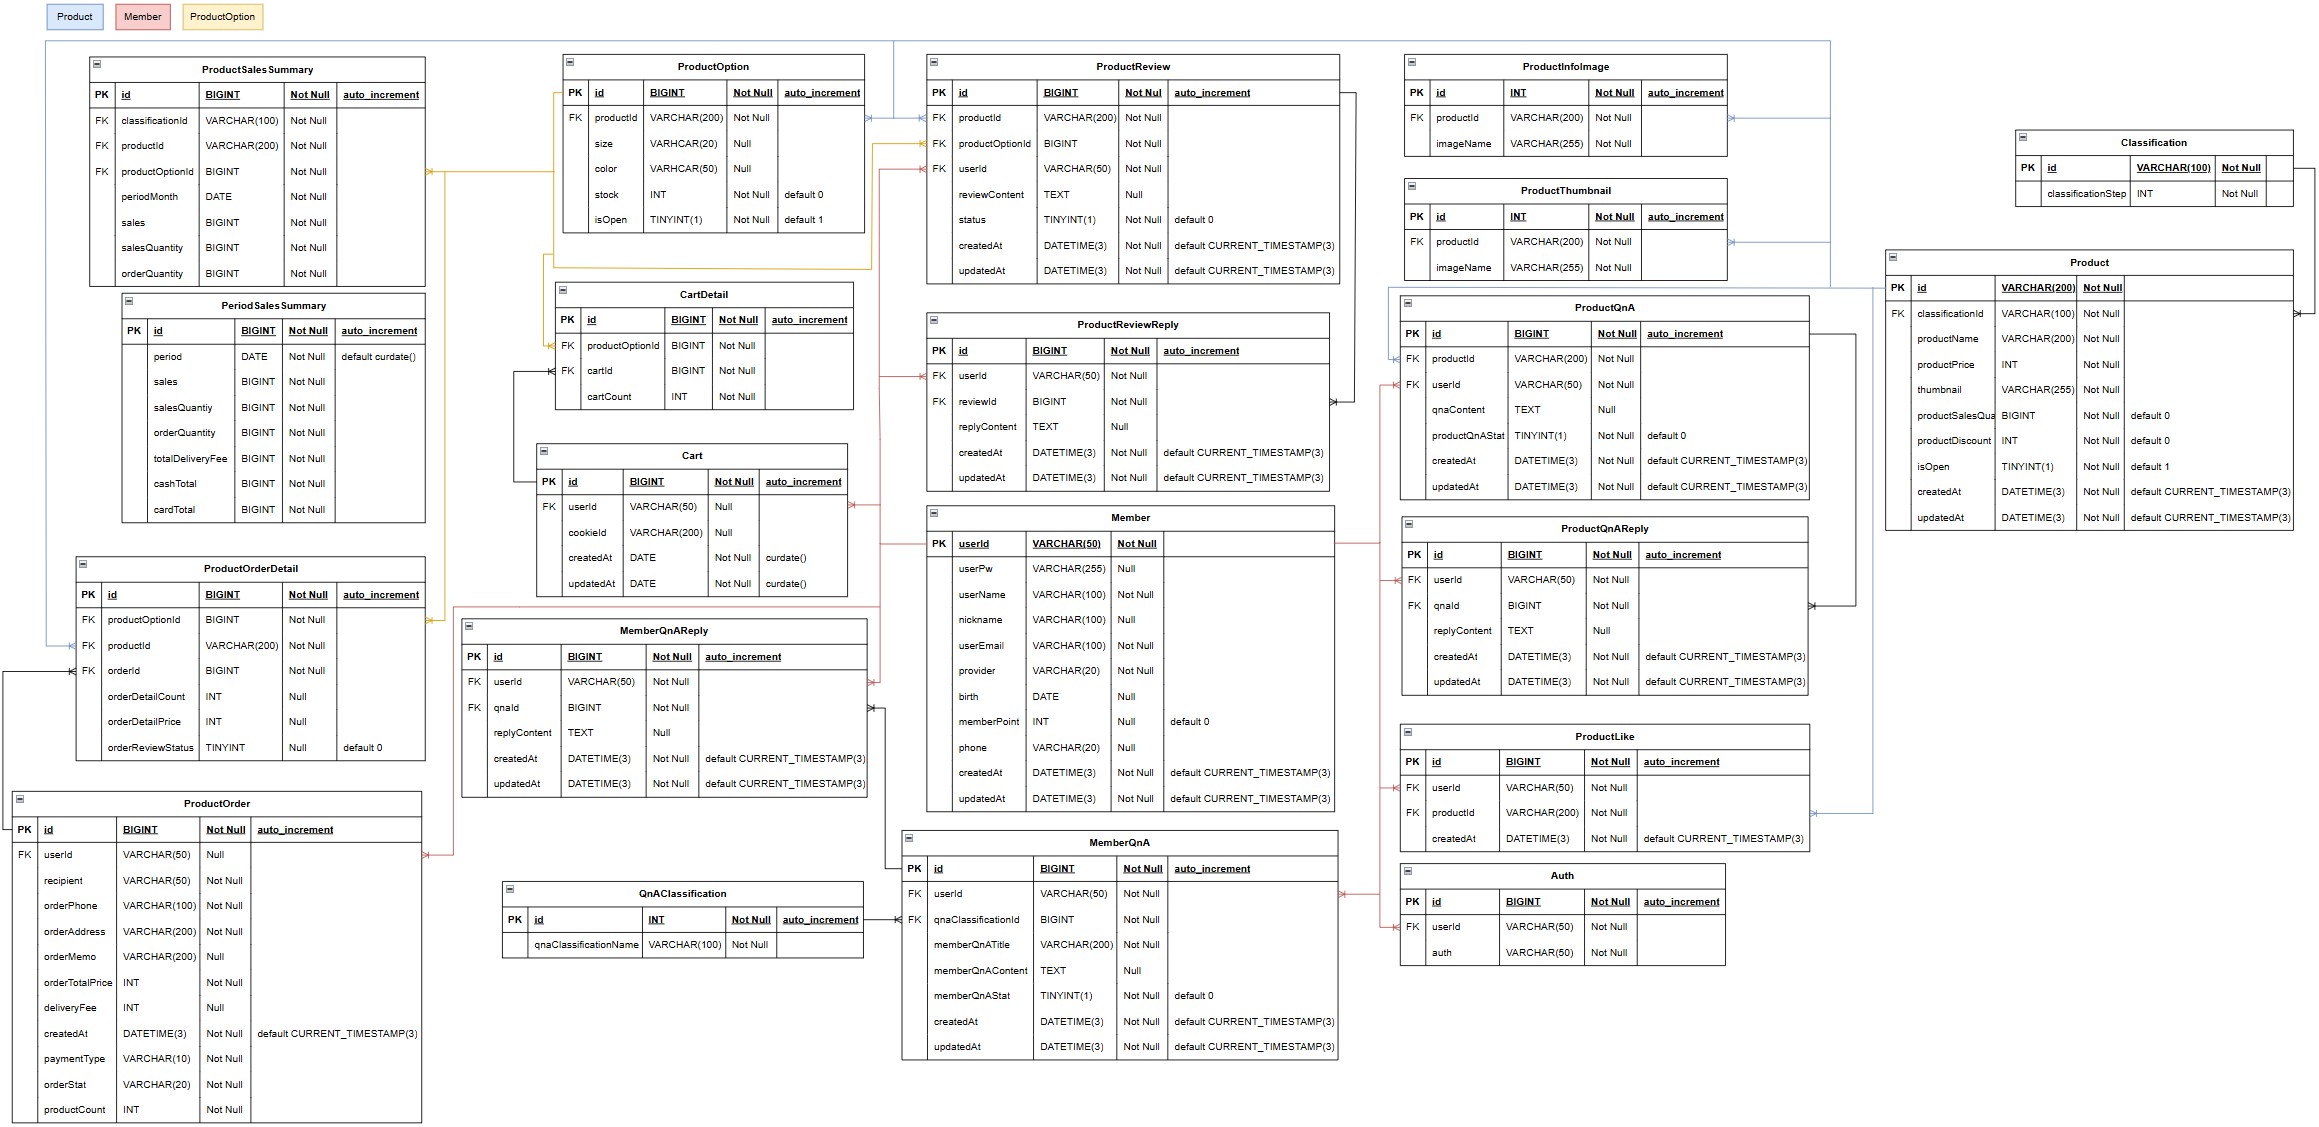 Product
Member
ProductOption
ProductSalesSummary
PK id BIGINT Not Null auto_increment
FK classificationId VARCHAR(100) Not Null
FK productId VARCHAR(200) Not Null
FK productOptionId BIGINT Not Null
periodMonth DATE Not Null
sales BIGINT Not Null
salesQuantity BIGINT Not Null
orderQuantity BIGINT Not Null
PeriodSalesSummary
PK id BIGINT Not Null auto_increment
period DATE Not Null default curdate()
sales BIGINT Not Null
salesQuantiy BIGINT Not Null
orderQuantity BIGINT Not Null
totalDeliveryFee BIGINT Not Null
cashTotal BIGINT Not Null
cardTotal BIGINT Not Null
ProductOrderDetail
PK id BIGINT Not Null auto_increment
FK productOptionId BIGINT Not Null
FK productId VARCHAR(200) Not Null
FK orderId BIGINT Not Null
orderDetailCount INT Null
orderDetailPrice INT Null
orderReviewStatus TINYINT Null default 0
ProductOrder
PK id BIGINT Not Null auto_increment
FK userId VARCHAR(50) Null
recipient VARCHAR(50) Not Null
orderPhone VARCHAR(100) Not Null
orderAddress VARCHAR(200) Not Null
orderMemo VARCHAR(200) Null
orderTotalPrice INT Not Null
deliveryFee INT Null
createdAt DATETIME(3) Not Null default CURRENT_TIMESTAMP(3)
paymentType VARCHAR(10) Not Null
orderStat VARCHAR(20) Not Null
productCount INT Not Null
ProductOption
PK id BIGINT Not Null auto_increment
FK productId VARCHAR(200) Not Null
size VARHCAR(20) Null
color VARHCAR(50) Null
stock INT Not Null default 0
isOpen TINYINT(1) Not Null default 1
CartDetail
PK id BIGINT Not Null auto_increment
FK productOptionId BIGINT Not Null
FK cartId BIGINT Not Null
cartCount INT Not Null
Cart
PK id BIGINT Not Null auto_increment
FK userId VARCHAR(50) Null
cookieId VARCHAR(200) Null
createdAt DATE Not Null curdate()
updatedAt DATE Not Null curdate()
MemberQnAReply
PK id BIGINT Not Null auto_increment
FK userId VARCHAR(50) Not Null
FK qnaId BIGINT Not Null
replyContent TEXT Null
createdAt DATETIME(3) Not Null default CURRENT_TIMESTAMP(3)
updatedAt DATETIME(3) Not Null default CURRENT_TIMESTAMP(3)
QnAClassification
PK id INT Not Null auto_increment
qnaClassificationName VARCHAR(100) Not Null
ProductReview
PK id BIGINT Not Nul auto_increment
FK productId VARCHAR(200) Not Null
FK productOptionId BIGINT Not Null
FK userId VARCHAR(50) Not Null
reviewContent TEXT Null
status TINYINT(1) Not Null default 0
createdAt DATETIME(3) Not Null default CURRENT_TIMESTAMP(3)
updatedAt DATETIME(3) Not Null default CURRENT_TIMESTAMP(3)
ProductReviewReply
PK id BIGINT Not Null auto_increment
FK userId VARCHAR(50) Not Null
FK reviewId BIGINT Not Null
replyContent TEXT Null
createdAt DATETIME(3) Not Null default CURRENT_TIMESTAMP(3)
updatedAt DATETIME(3) Not Null default CURRENT_TIMESTAMP(3)
Member
PK userId VARCHAR(50) Not Null
userPw VARCHAR(255) Null
userName VARCHAR(100) Not Null
nickname VARCHAR(100) Null
userEmail VARCHAR(100) Not Null
provider VARCHAR(20) Not Null
birth DATE Null
memberPoint INT Null default 0
phone VARCHAR(20) Null
createdAt DATETIME(3) Not Null default CURRENT_TIMESTAMP(3)
updatedAt DATETIME(3) Not Null default CURRENT_TIMESTAMP(3)
MemberQnA
PK id BIGINT Not Null auto_increment
FK userId VARCHAR(50) Not Null
FK qnaClassificationId BIGINT Not Null
memberQnATitle VARCHAR(200) Not Null
memberQnAContent TEXT Null
memberQnAStat TINYINT(1) Not Null default 0
createdAt DATETIME(3) Not Null default CURRENT_TIMESTAMP(3)
updatedAt DATETIME(3) Not Null default CURRENT_TIMESTAMP(3)
ProductInfoImage
PK id INT Not Null auto_increment
FK productId VARCHAR(200) Not Null
imageName VARCHAR(255) Not Null
ProductThumbnail
PK id INT Not Null auto_increment
FK productId VARCHAR(200) Not Null
imageName VARCHAR(255) Not Null
ProductQnA
PK id BIGINT Not Null auto_increment
FK productId VARCHAR(200) Not Null
FK userId VARCHAR(50) Not Null
qnaContent TEXT Null
productQnAStat TINYINT(1) Not Null default 0
createdAt DATETIME(3) Not Null default CURRENT_TIMESTAMP(3)
updatedAt DATETIME(3) Not Null default CURRENT_TIMESTAMP(3)
ProductQnAReply
PK id BIGINT Not Null auto_increment
FK userId VARCHAR(50) Not Null
FK qnaId BIGINT Not Null
replyContent TEXT Null
createdAt DATETIME(3) Not Null default CURRENT_TIMESTAMP(3)
updatedAt DATETIME(3) Not Null default CURRENT_TIMESTAMP(3)
ProductLike
PK id BIGINT Not Null auto_increment
FK userId VARCHAR(50) Not Null
FK productId VARCHAR(200) Not Null
createdAt DATETIME(3) Not Null default CURRENT_TIMESTAMP(3)
Auth
PK id BIGINT Not Null auto_increment
FK userId VARCHAR(50) Not Null
auth VARCHAR(50) Not Null
Classification
PK id VARCHAR(100) Not Null
classificationStep INT Not Null
Product
PK id VARCHAR(200) Not Null
FK classificationId VARCHAR(100) Not Null
productName VARCHAR(200) Not Null
productPrice INT Not Null
thumbnail VARCHAR(255) Not Null
productSalesQua BIGINT Not Null default 0
productDiscount INT Not Null default 0
isOpen TINYINT(1) Not Null default 1
createdAt DATETIME(3) Not Null default CURRENT_TIMESTAMP(3)
updatedAt DATETIME(3) Not Null default CURRENT_TIMESTAMP(3)